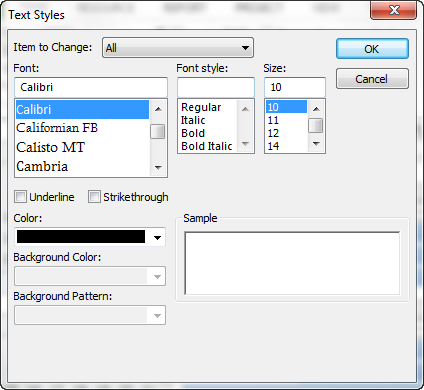 Text Styles
Item to Change: All
OK
Font:
Font style:
Size:
Cancel
Calibri
10
Calibri
Californian FB
Calisto MT
Cambria
Regular
Italic
Bold
Bold Italic
10
11
12
14
Underline
Strikethrough
Color:
Sample
Background Color:
Background Pattern: